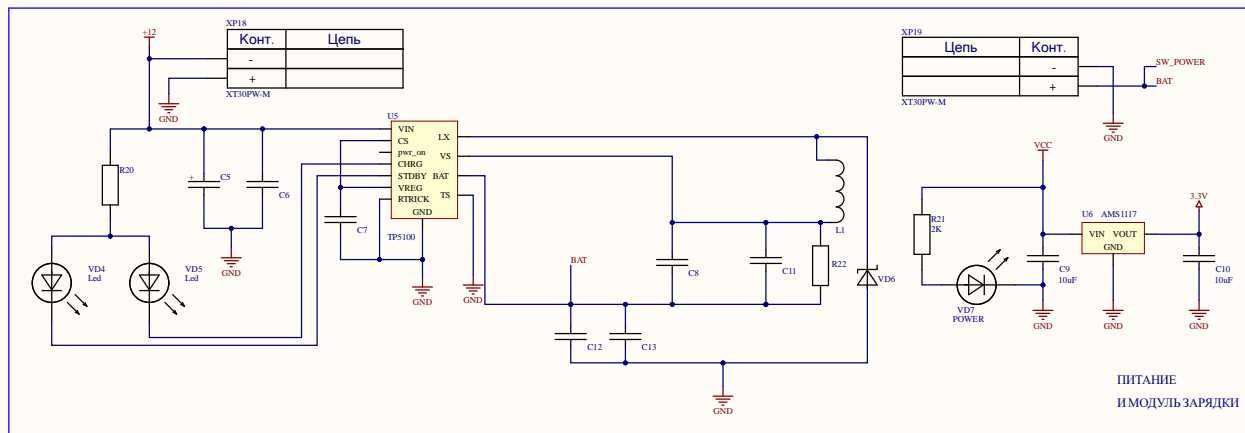 XP18
Конт. Цепь
-
+
XT30PW-M
+12
GND
XP19
Цепь Конт.
-
+
XT30PW-M
SW_POWER
BAT
GND
U5
VIN
CS
pwr_on
CHRG
STDBY
VREG
RTRICK
GND
LX
VS
BAT
TS
TP5100
R20
C5
+
C6
GND
C7
GND
GND
VD4
Led
VD5
Led
BAT
C8
C11
L1
R22
VD6
C12
C13
GND
VCC
R21
2K
VD7
POWER
C9
10uF
GND
U6 AMS1117
VIN VOUT
GND
GND
3.3V
C10
10uF
GND
ПИТАНИЕ
И МОДУЛЬ ЗАРЯДКИ